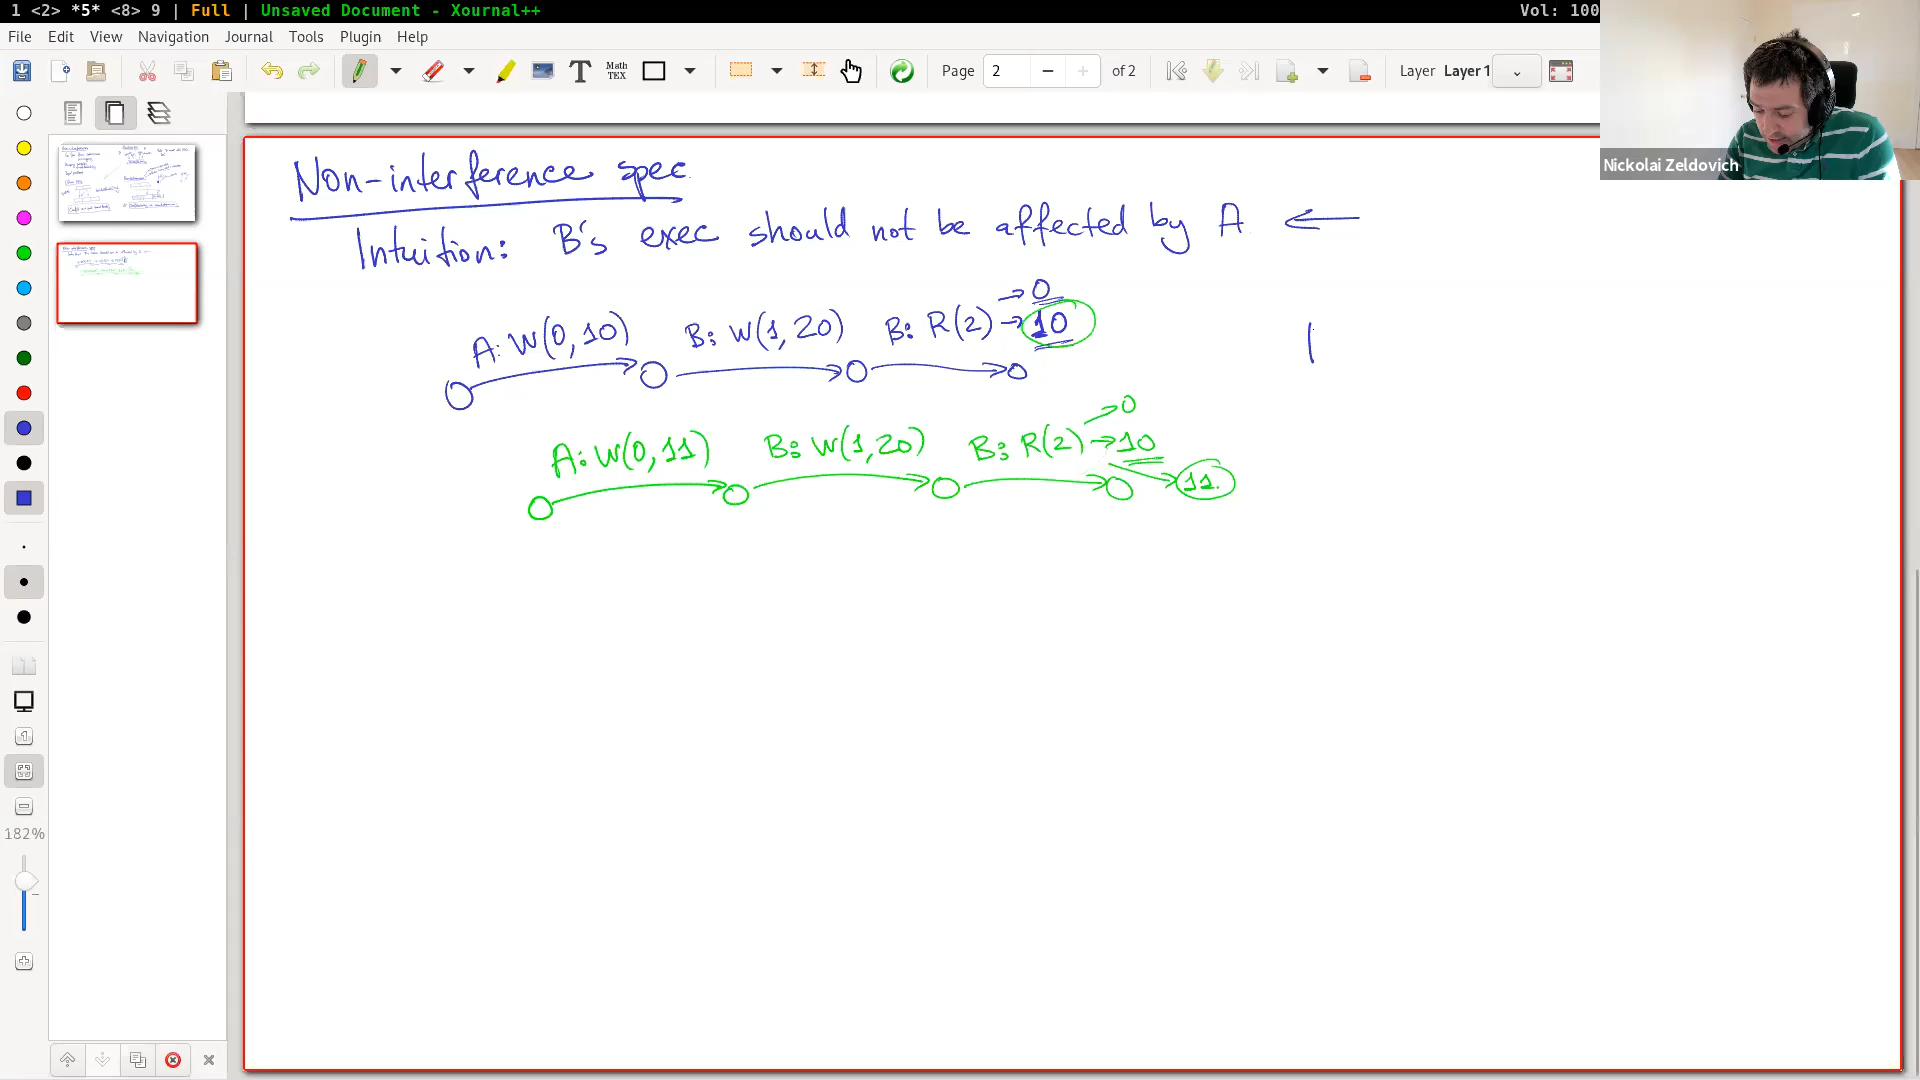 1 <2> *5* <8> 9 | Full | Unsaved Document - Xournal++
Vol: 100
File Edit View Navigation Journal Tools Plugin Help
Math TEX
Page 2 of 2
Layer Layer 1
Nickolai Zeldovich
Non-interference spec.
Intuition: B's exec should not be affected by A ←
→ 0
A: W(0, 10) B: W(1, 20) B: R(2) → 10
→ 0
A: W(0, 11) B: W(1, 20) B: R(2) → 10
→ 11.
182%